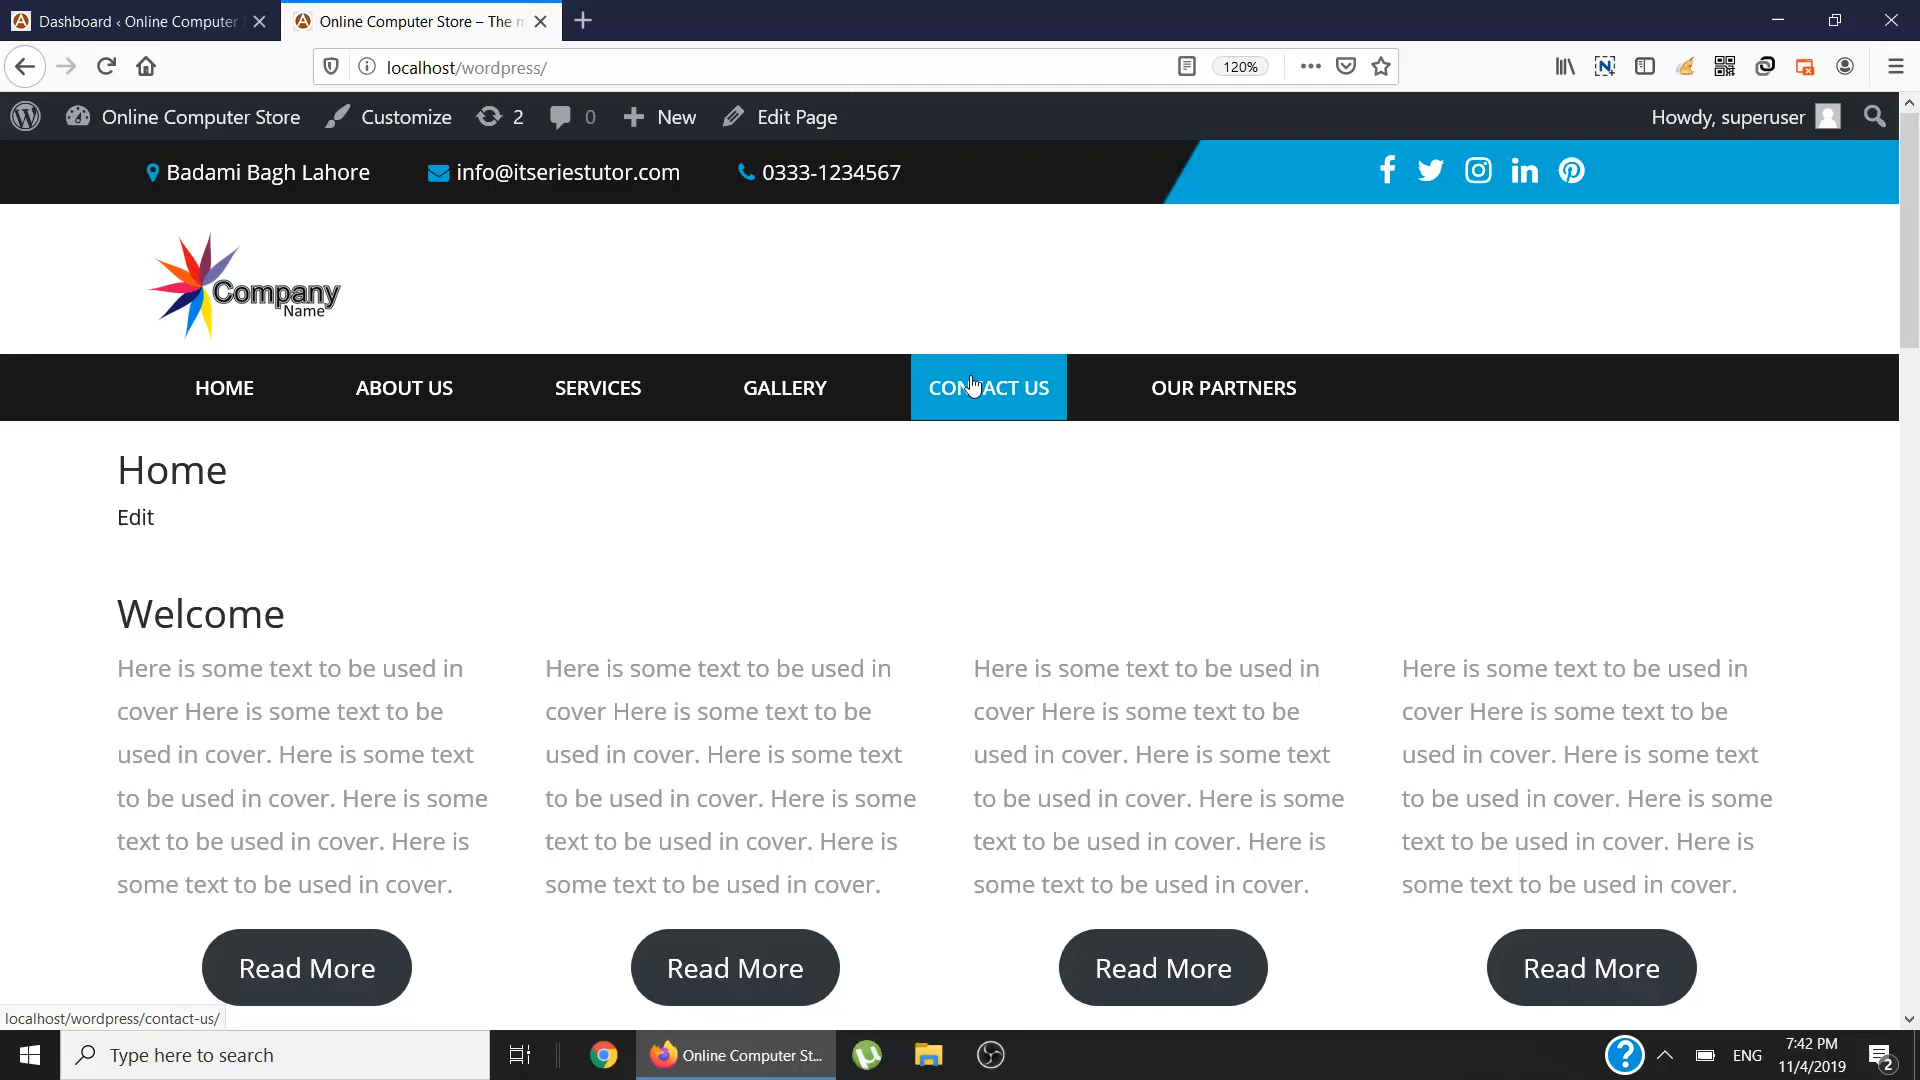 Dashboard ‹ Online Computer
Online Computer Store – The m
localhost/wordpress/
120%
Online Computer Store
Customize
2
0
New
Edit Page
Howdy, superuser
Badami Bagh Lahore
info@itseriestutor.com
0333-1234567
Company
Name
HOME
ABOUT US
SERVICES
GALLERY
CONTACT US
OUR PARTNERS
Home
Edit
Welcome
Here is some text to be used in
cover Here is some text to be
used in cover. Here is some text
to be used in cover. Here is some
text to be used in cover. Here is
some text to be used in cover.
Read More
Here is some text to be used in
cover Here is some text to be
used in cover. Here is some text
to be used in cover. Here is some
text to be used in cover. Here is
some text to be used in cover.
Read More
Here is some text to be used in
cover Here is some text to be
used in cover. Here is some text
to be used in cover. Here is some
text to be used in cover. Here is
some text to be used in cover.
Read More
Here is some text to be used in
cover Here is some text to be
used in cover. Here is some text
to be used in cover. Here is some
text to be used in cover. Here is
some text to be used in cover.
Read More
localhost/wordpress/contact-us/
Type here to search
Online Computer St...
ENG
7:42 PM
11/4/2019
2